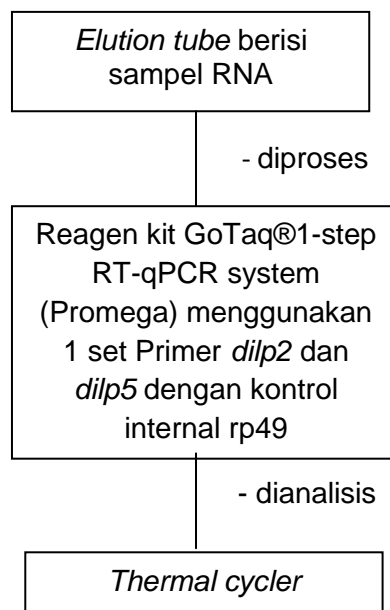 Elution tube berisi
sampel RNA
- diproses
Reagen kit GoTaq®1-step
RT-qPCR system
(Promega) menggunakan
1 set Primer dilp2 dan
dilp5 dengan kontrol
internal rp49
- dianalisis
Thermal cycler